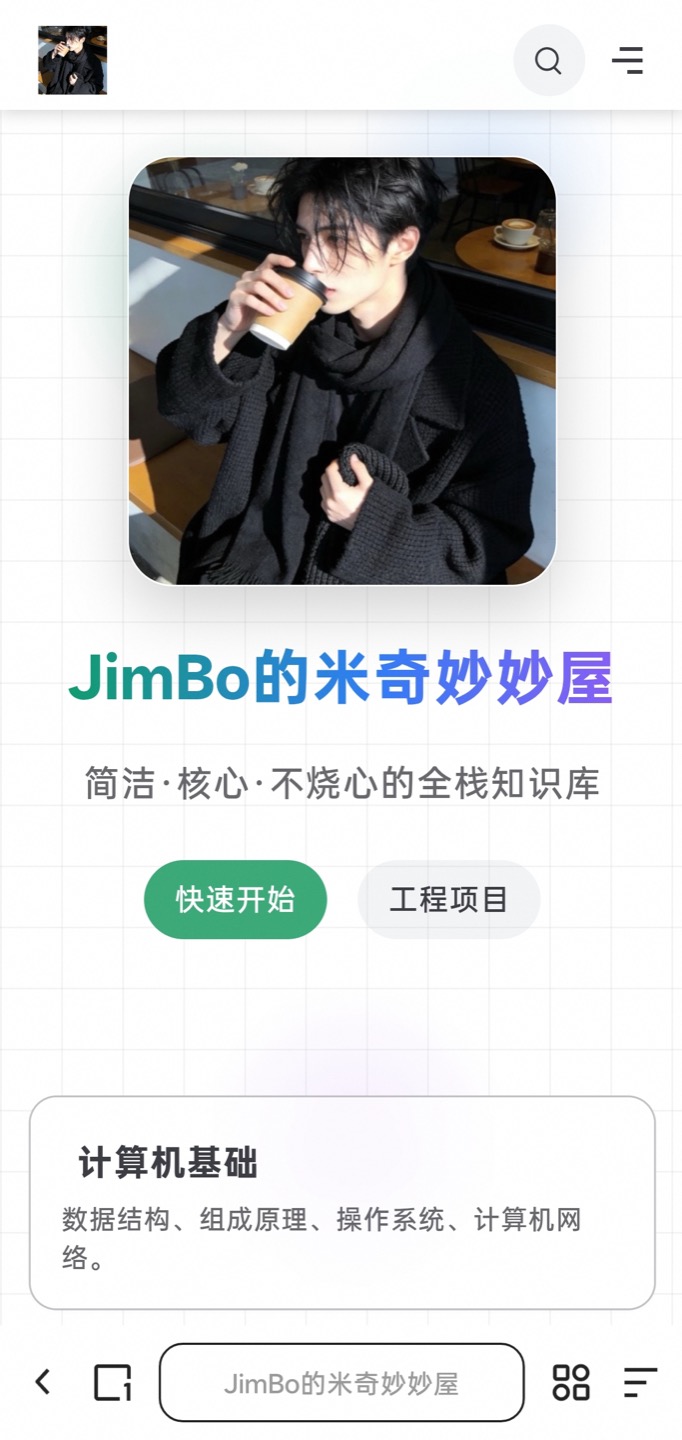 JimBo的米奇妙妙屋
简洁·核心·不烧心的全栈知识库
快速开始
工程项目
计算机基础
数据结构、组成原理、操作系统、计算机网
络。
1
JimBo的米奇妙妙屋